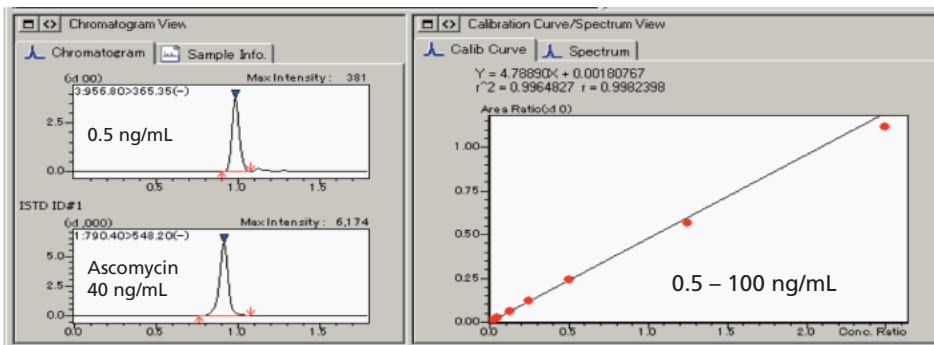 Chromatogram View
Chromatogram Sample Info.
(x1 00) Max Intensity : 381
3:956.80>365.35(-)
2.5
0.5 ng/mL
0.0
0.5 1.0 1.5
ISTD ID#1
(x1,000) Max Intensity : 6,174
1:790.40>548.20(-)
5.0
Ascomycin
40 ng/mL
2.5
0.0
0.0 0.5 1.0 1.5
Calibration Curve/Spectrum View
Calib Curve Spectrum
Y = 4.78890X + 0.00180767
r^2 = 0.9964827 r = 0.9982398
Area Ratio(x1 0)
1.00
0.75
0.50
0.25
0.5 – 100 ng/mL
0.00
0.0 0.5 1.0 1.5 2.0 Conc. Ratio